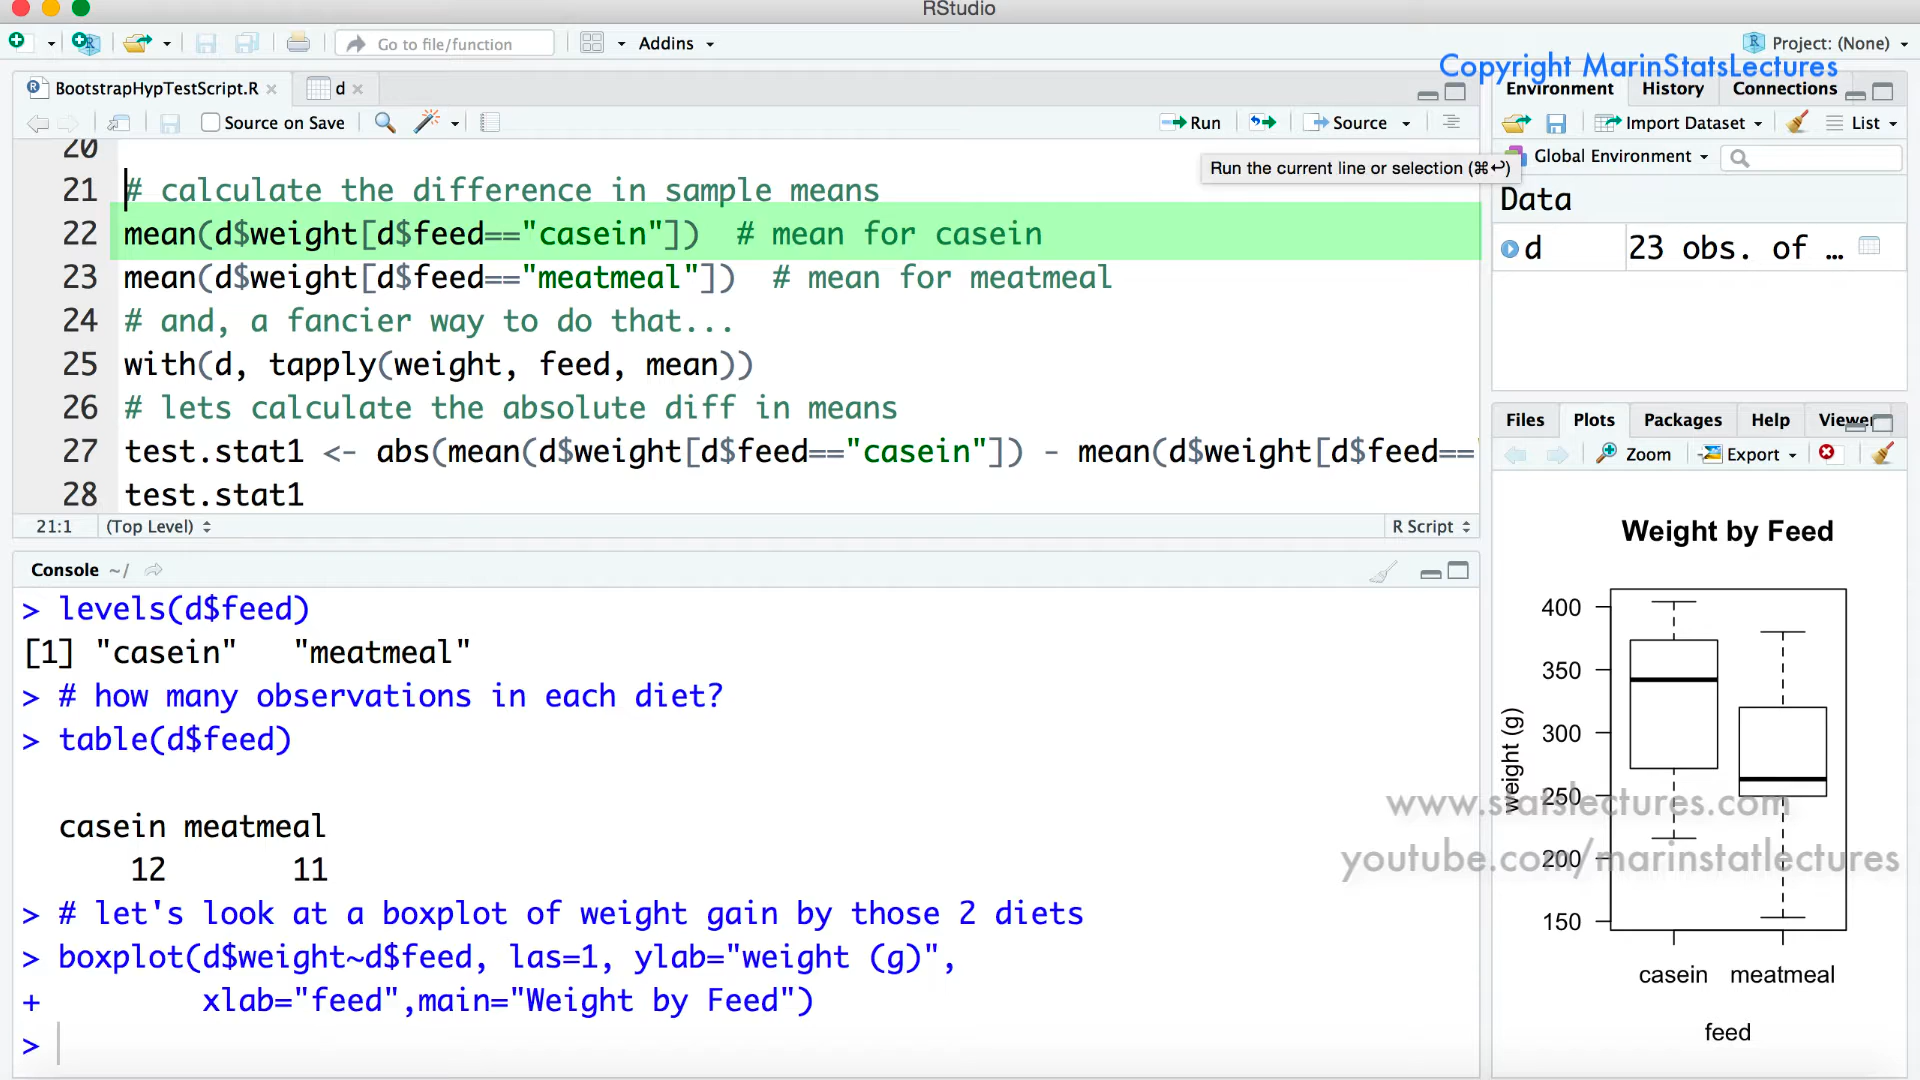 RStudio
Go to file/function
Addins
Project: (None)
Copyright MarinStatsLectures
BootstrapHypTestScript.R
d
Source on Save
Run
Source
Run the current line or selection (⌘↩)
20
21 # calculate the difference in sample means
22 mean(d$weight[d$feed=="casein"])  # mean for casein
23 mean(d$weight[d$feed=="meatmeal"])  # mean for meatmeal
24 # and, a fancier way to do that...
25 with(d, tapply(weight, feed, mean))
26 # lets calculate the absolute diff in means
27 test.stat1 <- abs(mean(d$weight[d$feed=="casein"]) - mean(d$weight[d$feed=="
28 test.stat1
21:1 (Top Level) R Script
Console ~/
> levels(d$feed)
[1] "casein"   "meatmeal"
> # how many observations in each diet?
> table(d$feed)
casein meatmeal
12 11
> # let's look at a boxplot of weight gain by those 2 diets
> boxplot(d$weight~d$feed, las=1, ylab="weight (g)",
+         xlab="feed",main="Weight by Feed")
>
Environment History Connections
Import Dataset List
Global Environment
Data
d 23 obs. of …
Files Plots Packages Help Viewer
Zoom Export
Weight by Feed
400
350
300
250
200
150
weight (g)
casein meatmeal
feed
www.statslectures.com
youtube.com/marinstatlectures